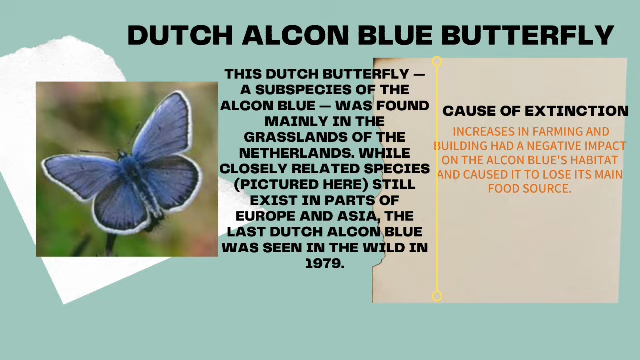 DUTCH ALCON BLUE BUTTERFLY
THIS DUTCH BUTTERFLY —
A SUBSPECIES OF THE
ALCON BLUE — WAS FOUND
MAINLY IN THE
GRASSLANDS OF THE
NETHERLANDS. WHILE
CLOSELY RELATED SPECIES
(PICTURED HERE) STILL
EXIST IN PARTS OF
EUROPE AND ASIA, THE
LAST DUTCH ALCON BLUE
WAS SEEN IN THE WILD IN
1979.
CAUSE OF EXTINCTION
INCREASES IN FARMING AND
BUILDING HAD A NEGATIVE IMPACT
ON THE ALCON BLUE'S HABITAT
AND CAUSED IT TO LOSE ITS MAIN
FOOD SOURCE.